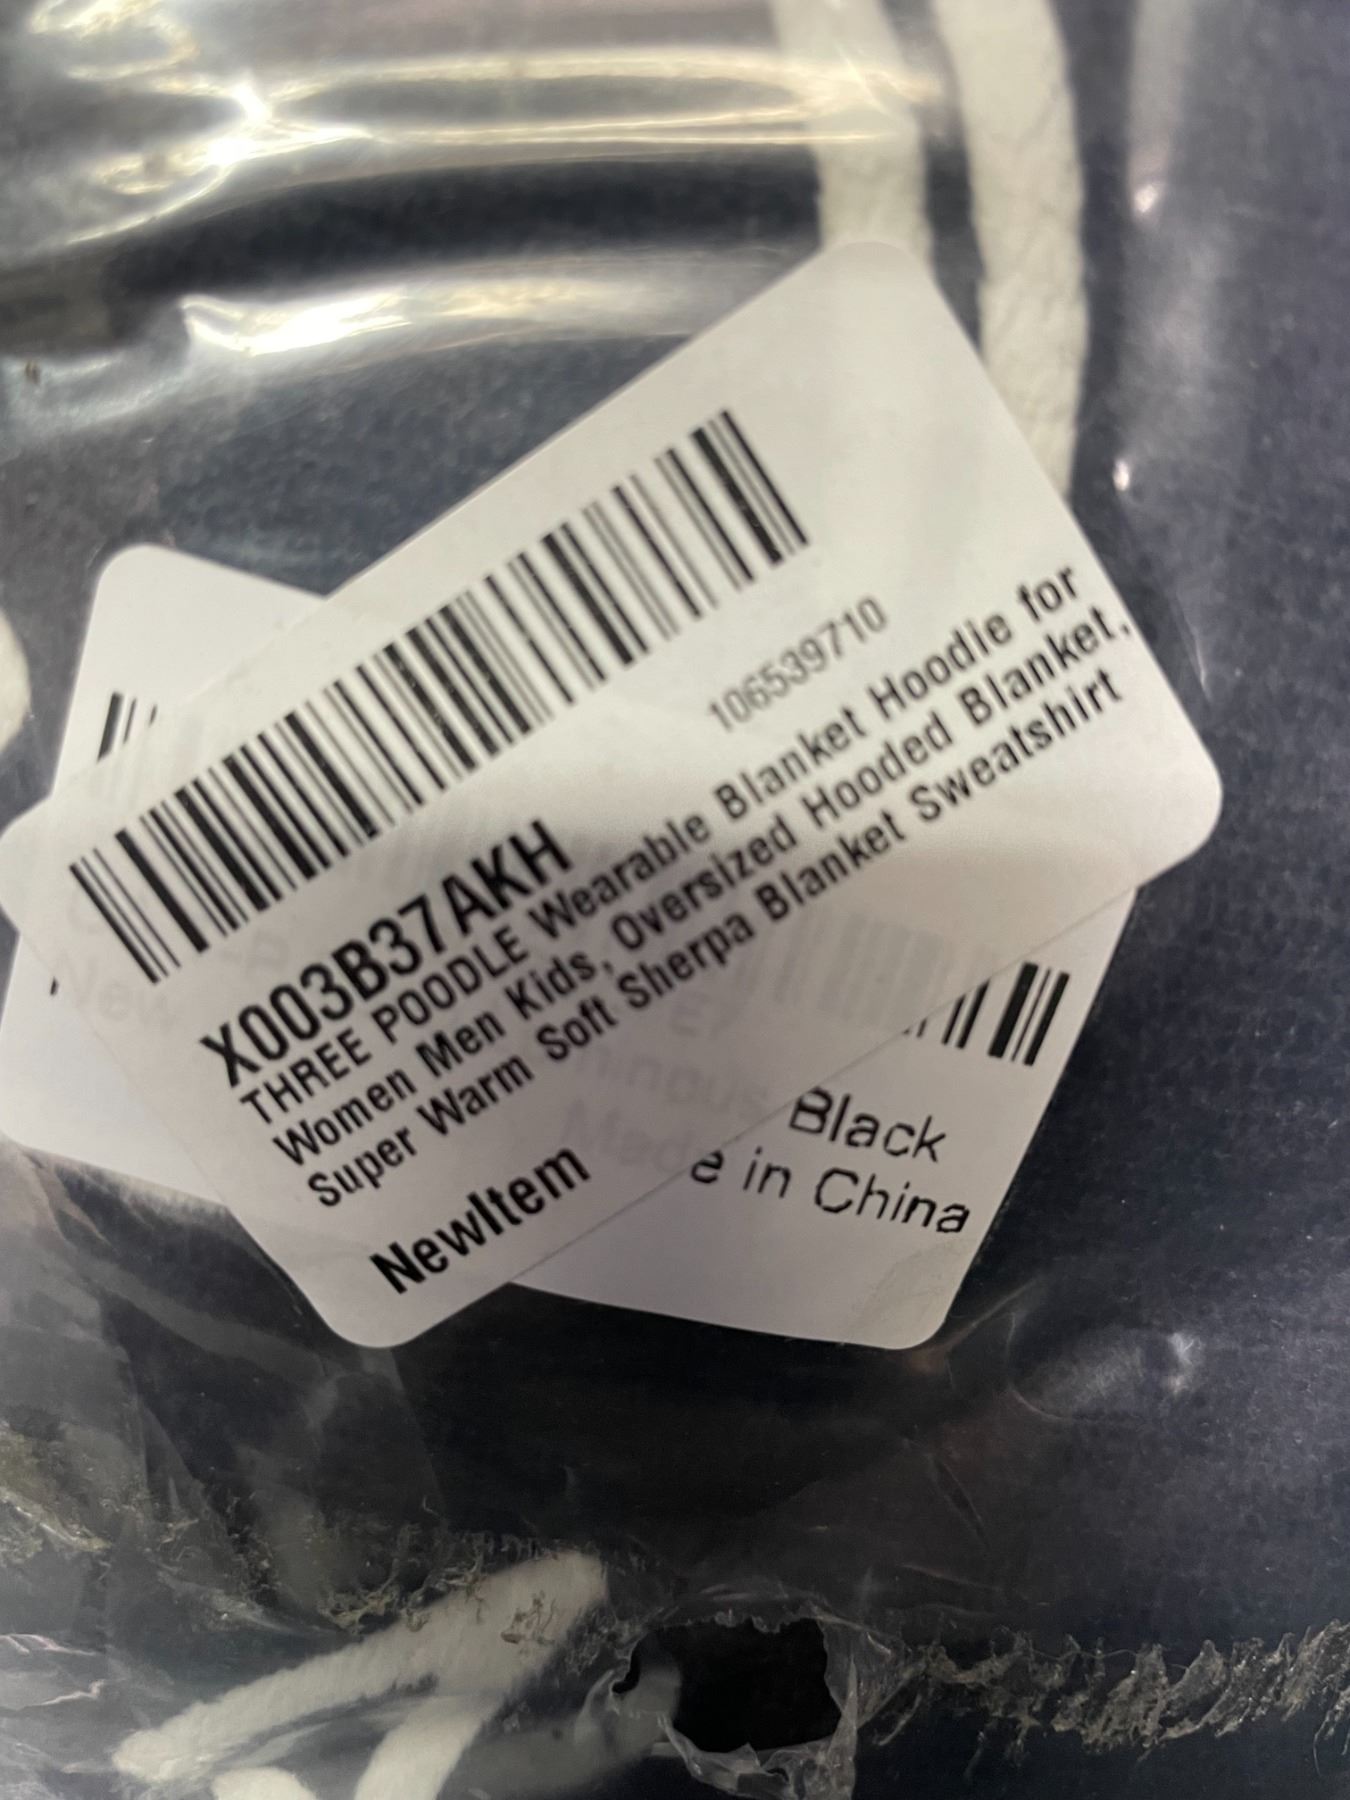 106539710
X003B37AKH
THREE POODLE Wearable Blanket Hoodie for
Women Men Kids, Oversized Hooded Blanket,
Super Warm Soft Sherpa Blanket Sweatshirt
NewItem
Black
e in China